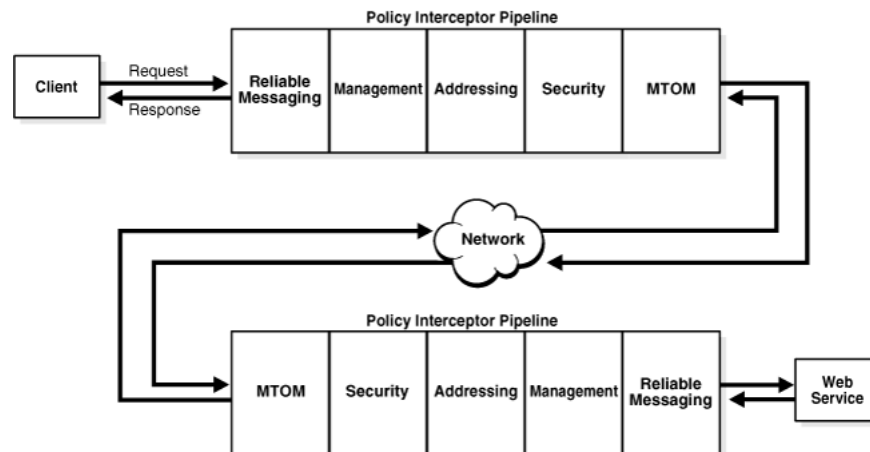 Policy Interceptor Pipeline
Client
Request
Response
Reliable
Messaging
Management
Addressing
Security
MTOM
Network
Policy Interceptor Pipeline
MTOM
Security
Addressing
Management
Reliable
Messaging
Web
Service